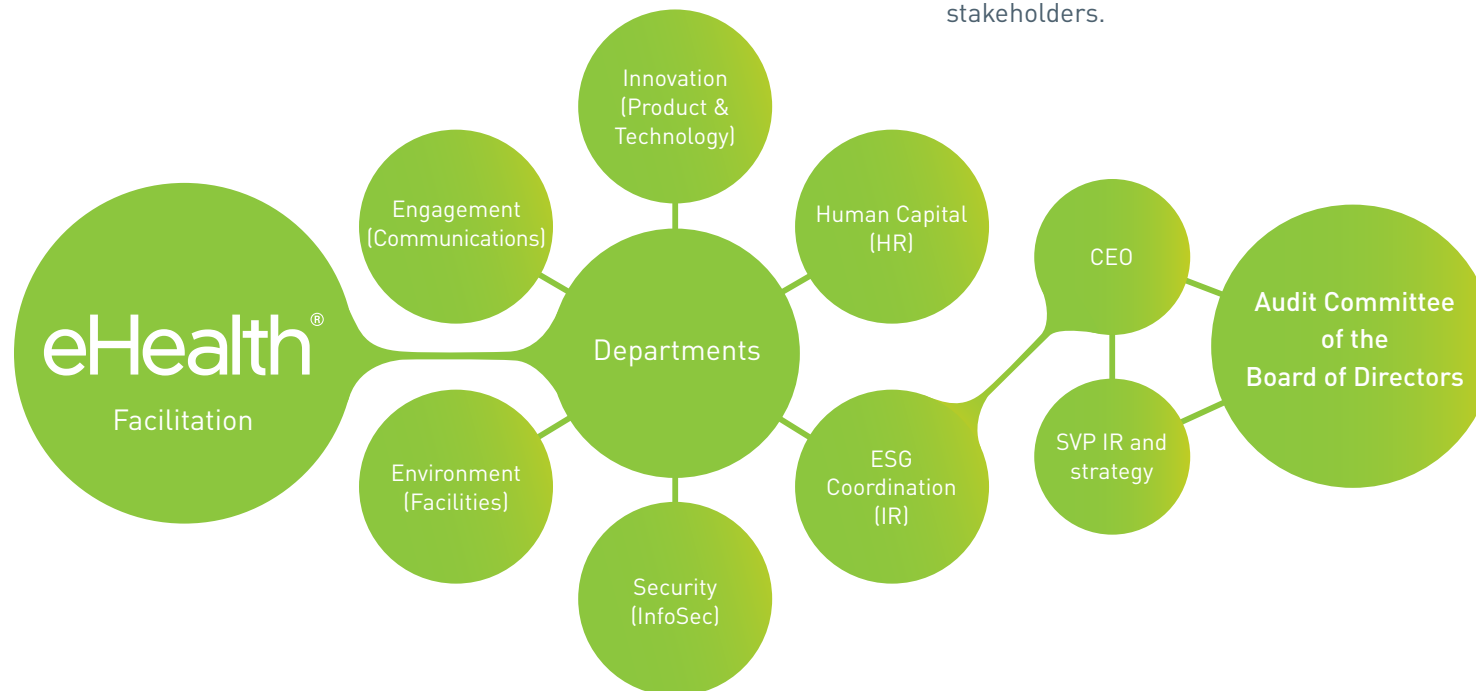 stakeholders.
Innovation
(Product &
Technology)
Engagement
(Communications)
Human Capital
(HR)
CEO
eHealth®
Facilitation
Departments
Audit Committee
of the
Board of Directors
Environment
(Facilities)
ESG
Coordination
(IR)
SVP IR and
strategy
Security
(InfoSec)